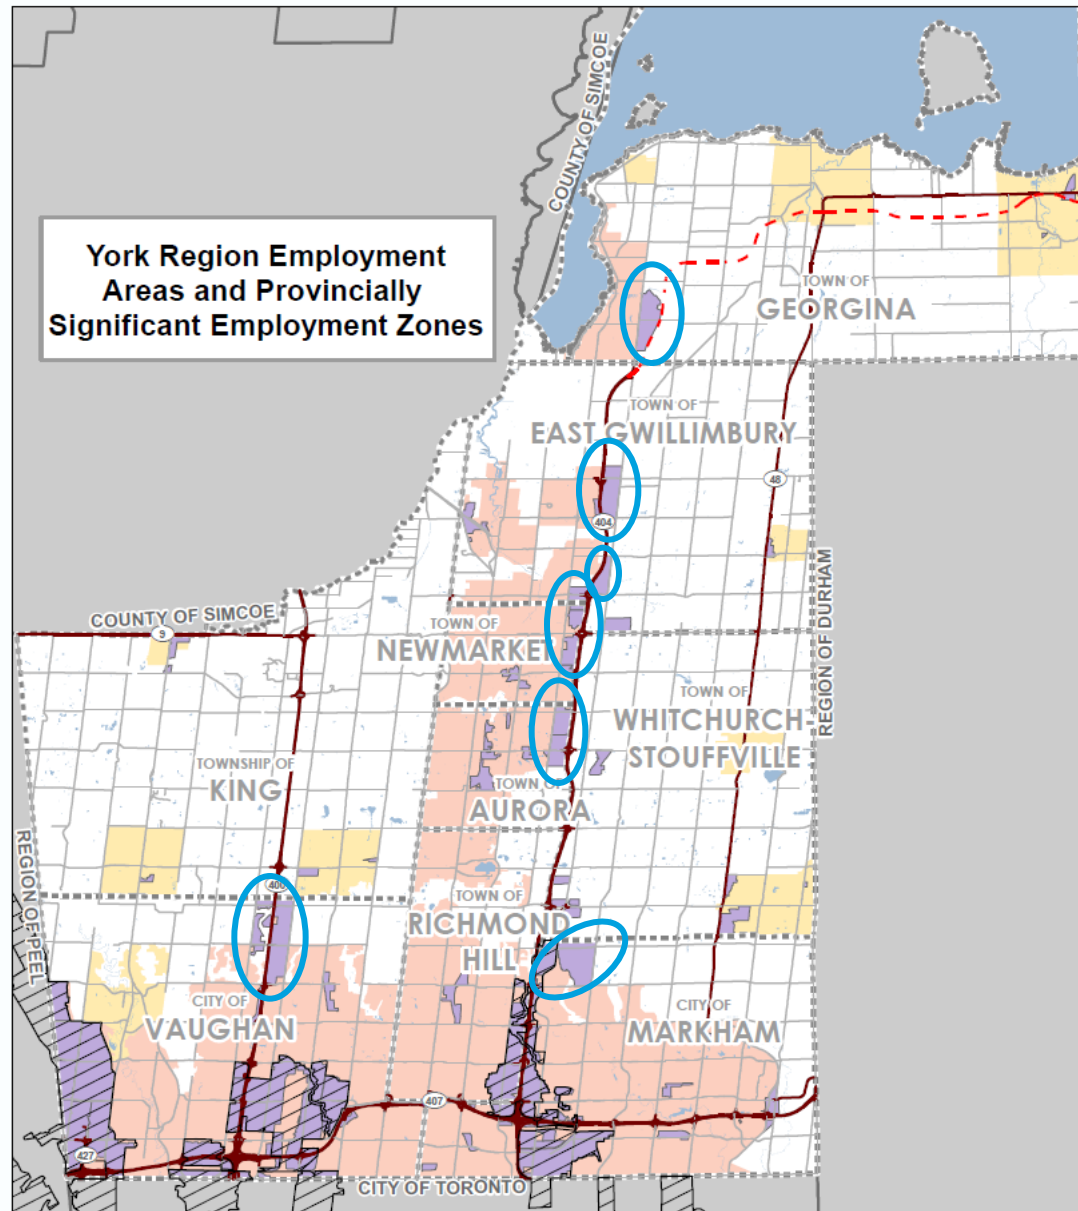 COUNTY OF SIMCOE
York Region Employment
Areas and Provincially
Significant Employment Zones
TOWN OF
GEORGINA
TOWN OF
EAST GWILLIMBURY
48
404
REGION OF DURHAM
COUNTY OF SIMCOE
9
TOWN OF
NEWMARKET
TOWN OF
WHITCHURCH-
STOUFFVILLE
TOWNSHIP OF
KING
TOWN OF
AURORA
REGION OF PEEL
400
TOWN OF
RICHMOND
HILL
CITY OF
VAUGHAN
CITY OF
MARKHAM
407
427
CITY OF TORONTO